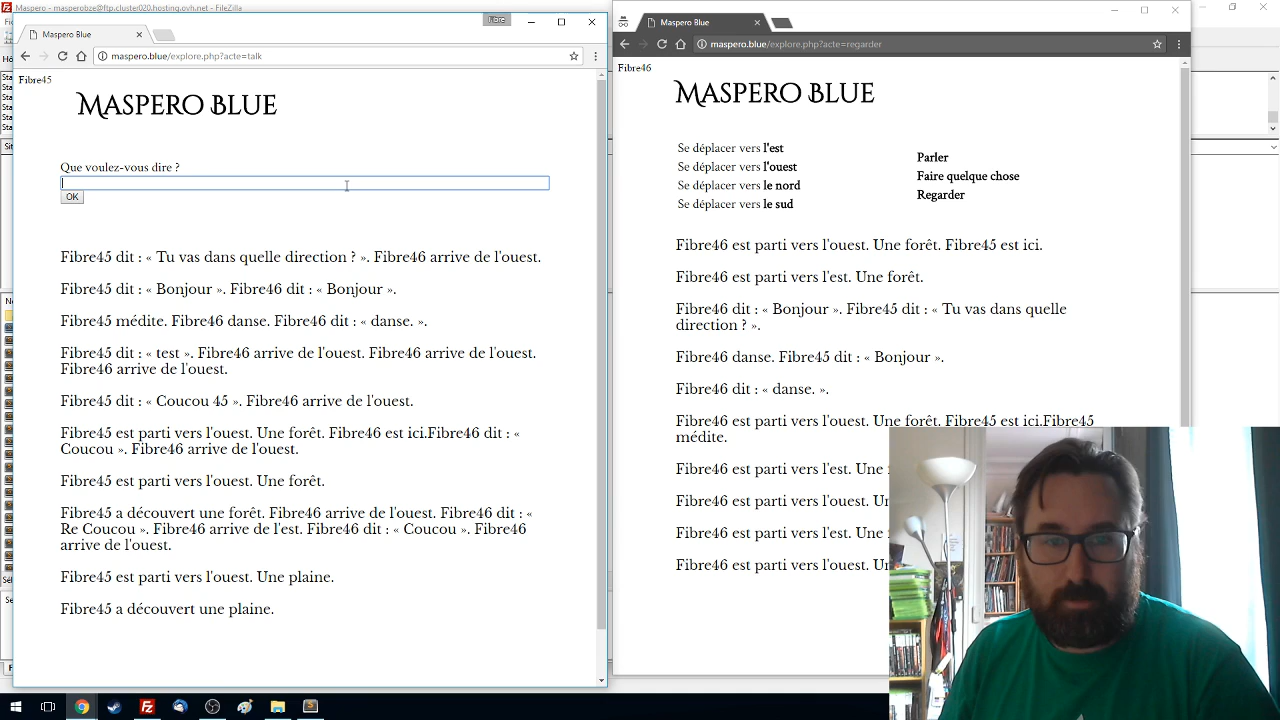 Maspero - masperobze@ftp.cluster020.hosting.ovh.net - FileZilla
Maspero Blue
Fibre
maspero.blue/explore.php?acte=talk
Fibre45
MASPERO BLUE
Que voulez-vous dire ?
OK
Fibre45 dit : « Tu vas dans quelle direction ? ». Fibre46 arrive de l'ouest.
Fibre45 dit : « Bonjour ». Fibre46 dit : « Bonjour ».
Fibre45 médite. Fibre46 danse. Fibre46 dit : « danse. ».
Fibre45 dit : « test ». Fibre46 arrive de l'ouest. Fibre46 arrive de l'ouest.
Fibre46 arrive de l'ouest.
Fibre45 dit : « Coucou 45 ». Fibre46 arrive de l'ouest.
Fibre45 est parti vers l'ouest. Une forêt. Fibre46 est ici.Fibre46 dit : «
Coucou ». Fibre46 arrive de l'ouest.
Fibre45 est parti vers l'ouest. Une forêt.
Fibre45 a découvert une forêt. Fibre46 arrive de l'ouest. Fibre46 dit : «
Re Coucou ». Fibre46 arrive de l'est. Fibre46 dit : « Coucou ». Fibre46
arrive de l'ouest.
Fibre45 est parti vers l'ouest. Une plaine.
Fibre45 a découvert une plaine.
Maspero Blue
maspero.blue/explore.php?acte=regarder
Fibre46
MASPERO BLUE
Se déplacer vers l'est
Se déplacer vers l'ouest
Se déplacer vers le nord
Se déplacer vers le sud
Parler
Faire quelque chose
Regarder
Fibre46 est parti vers l'ouest. Une forêt. Fibre45 est ici.
Fibre46 est parti vers l'est. Une forêt.
Fibre46 dit : « Bonjour ». Fibre45 dit : « Tu vas dans quelle
direction ? ».
Fibre46 danse. Fibre45 dit : « Bonjour ».
Fibre46 dit : « danse. ».
Fibre46 est parti vers l'ouest. Une forêt. Fibre45 est ici.Fibre45
médite.
Fibre46 est parti vers l'est. Une
Fibre46 est parti vers l'ouest.
Fibre46 est parti vers l'est. Une
Fibre46 est parti vers l'ouest.